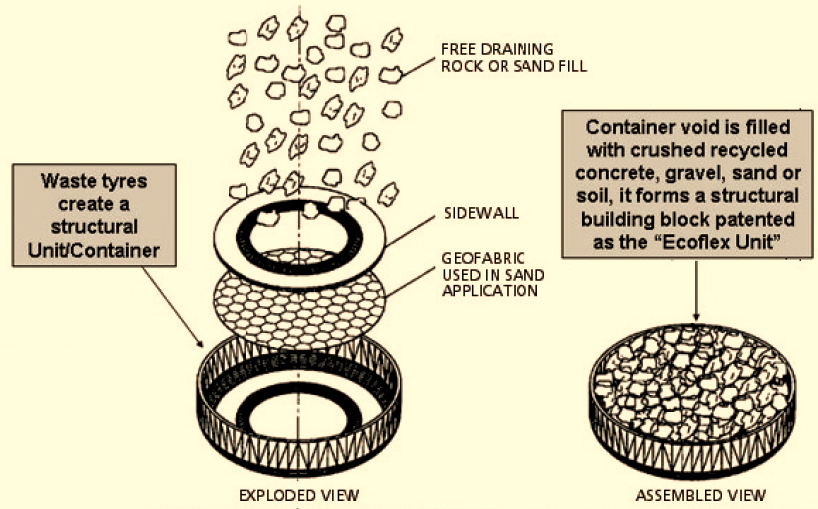 FREE DRAINING
ROCK OR SAND FILL
Waste tyres
create a
structural
Unit/Container
SIDEWALL
GEOFABRIC
USED IN SAND
APPLICATION
EXPLODED VIEW
Container void is filled
with crushed recycled
concrete, gravel, sand or
soil, it forms a structural
building block patented
as the “Ecoflex Unit”
ASSEMBLED VIEW